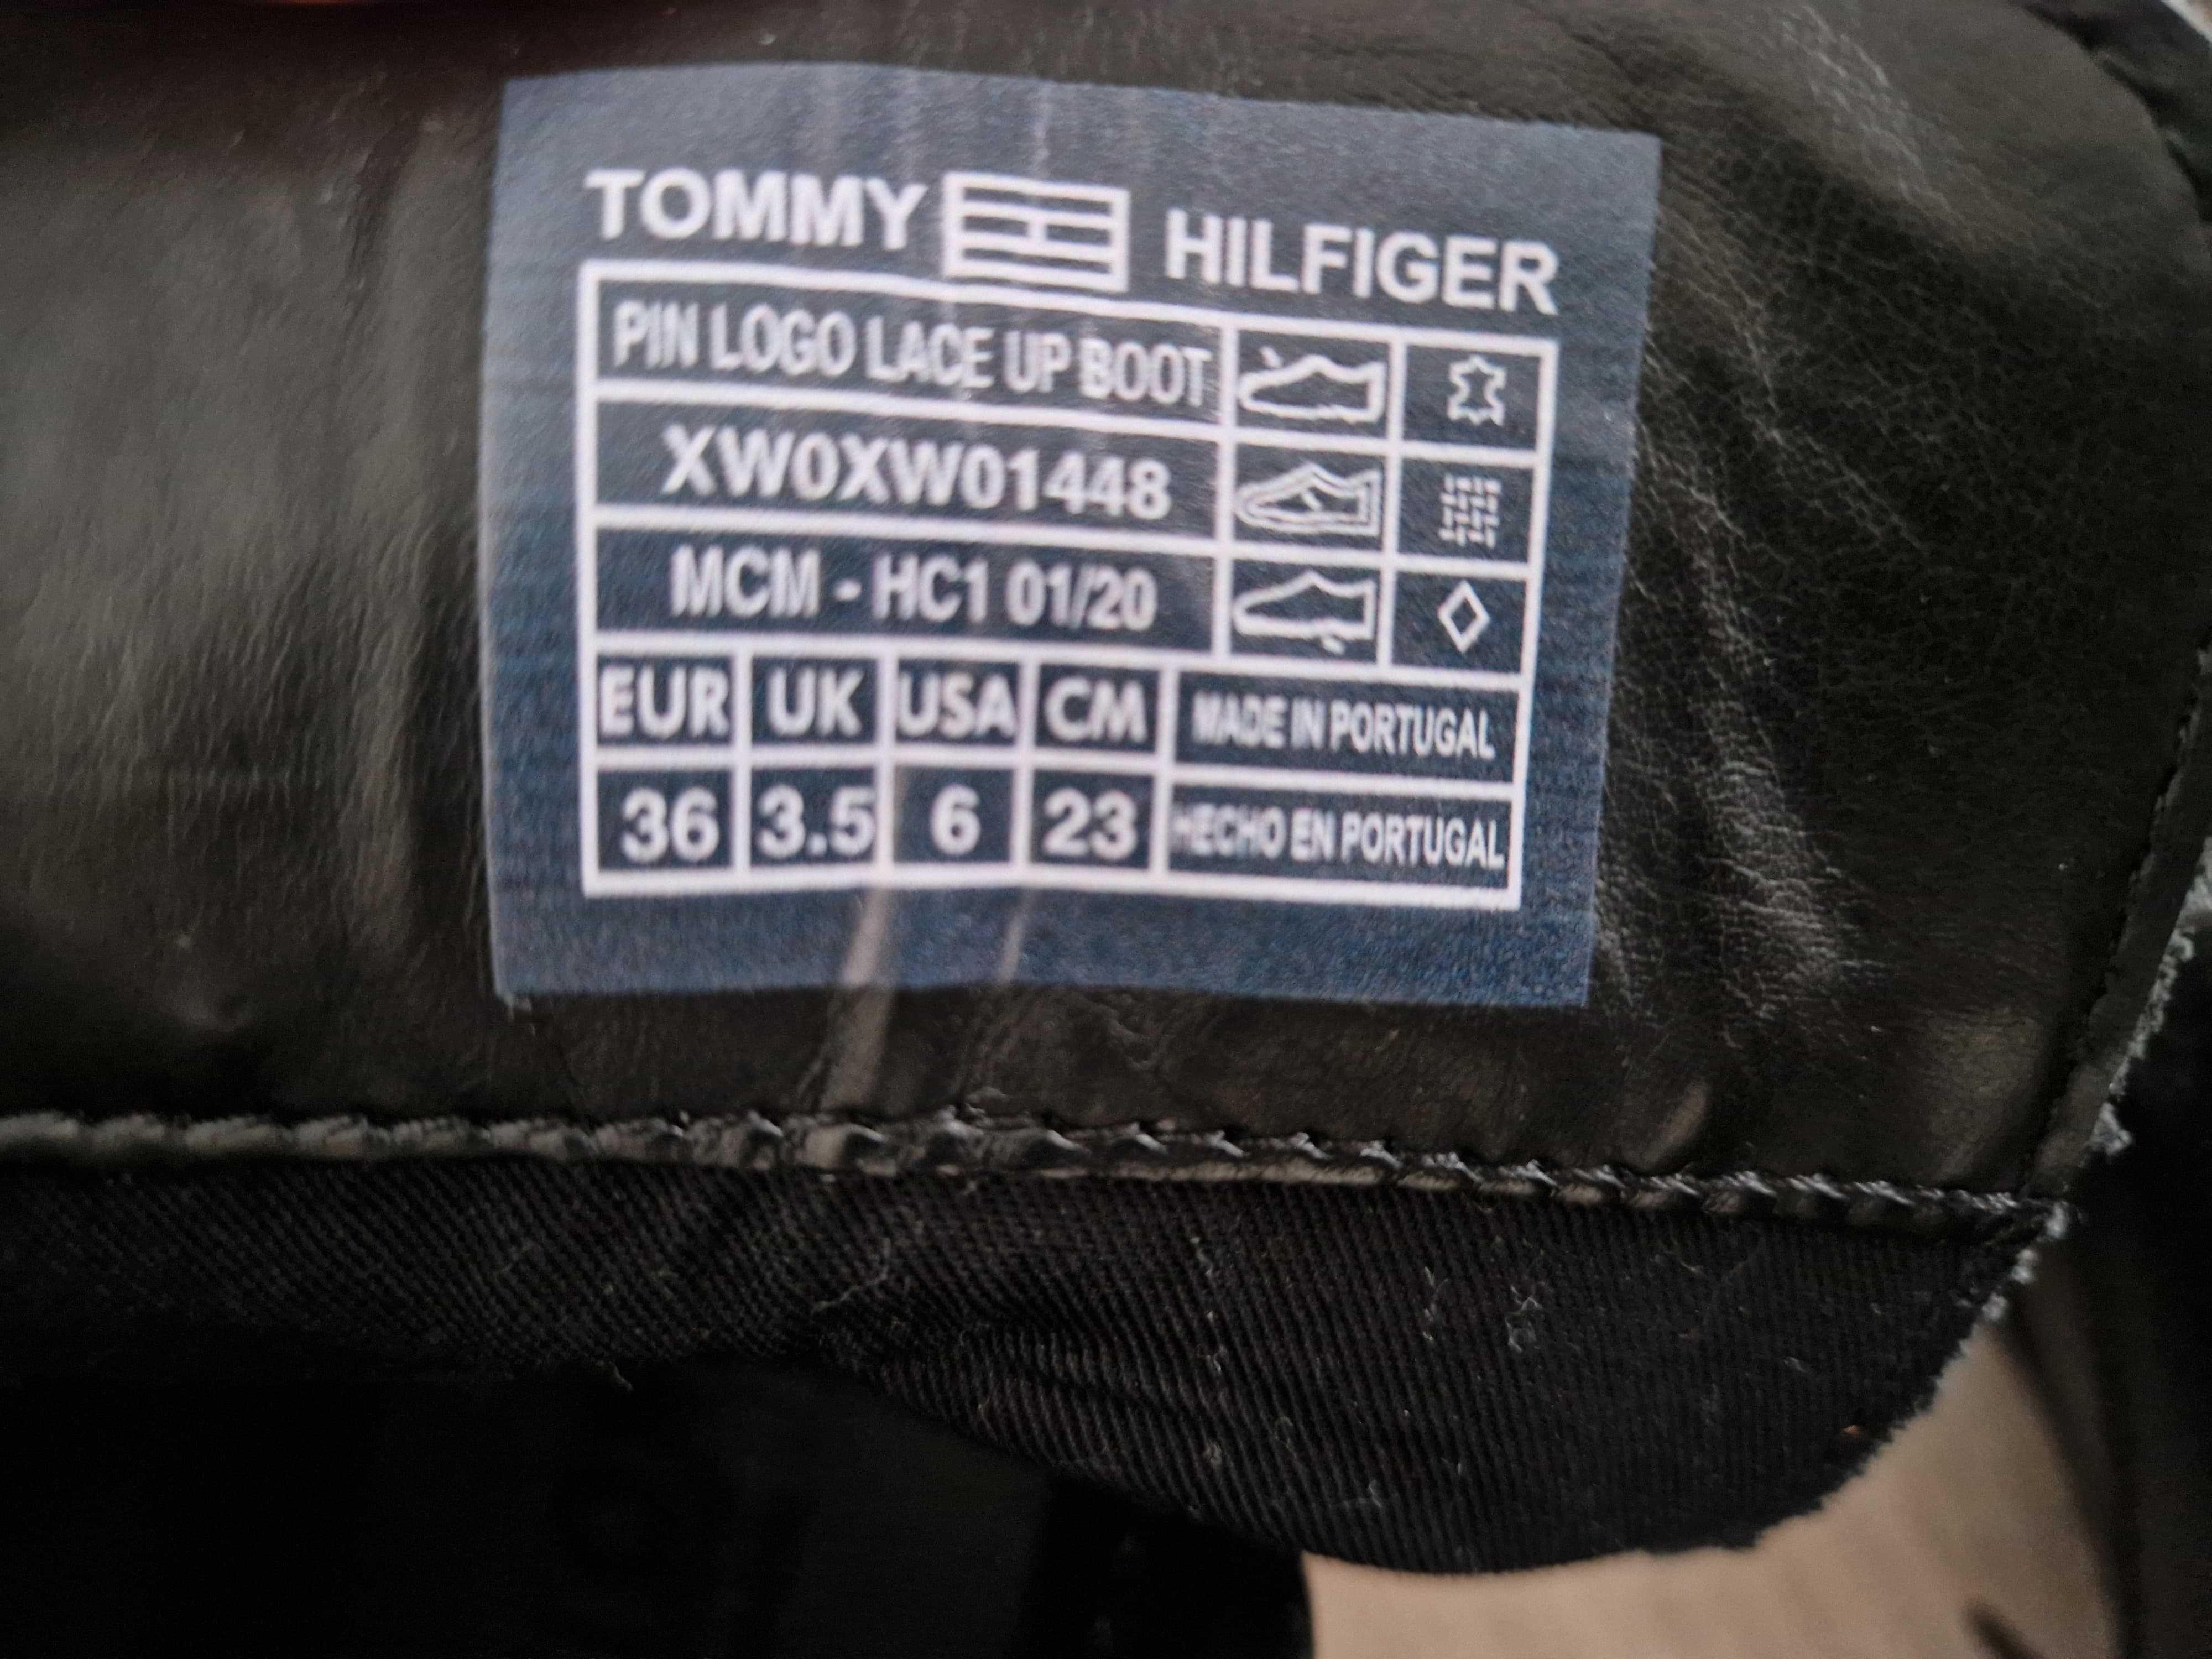 TOMMY HILFIGER
PIN LOGO LACE UP BOOT
XW0XW01448
MCM - HC1 01/20
EUR UK USA CM MADE IN PORTUGAL
36 3.5 6 23 HECHO EN PORTUGAL